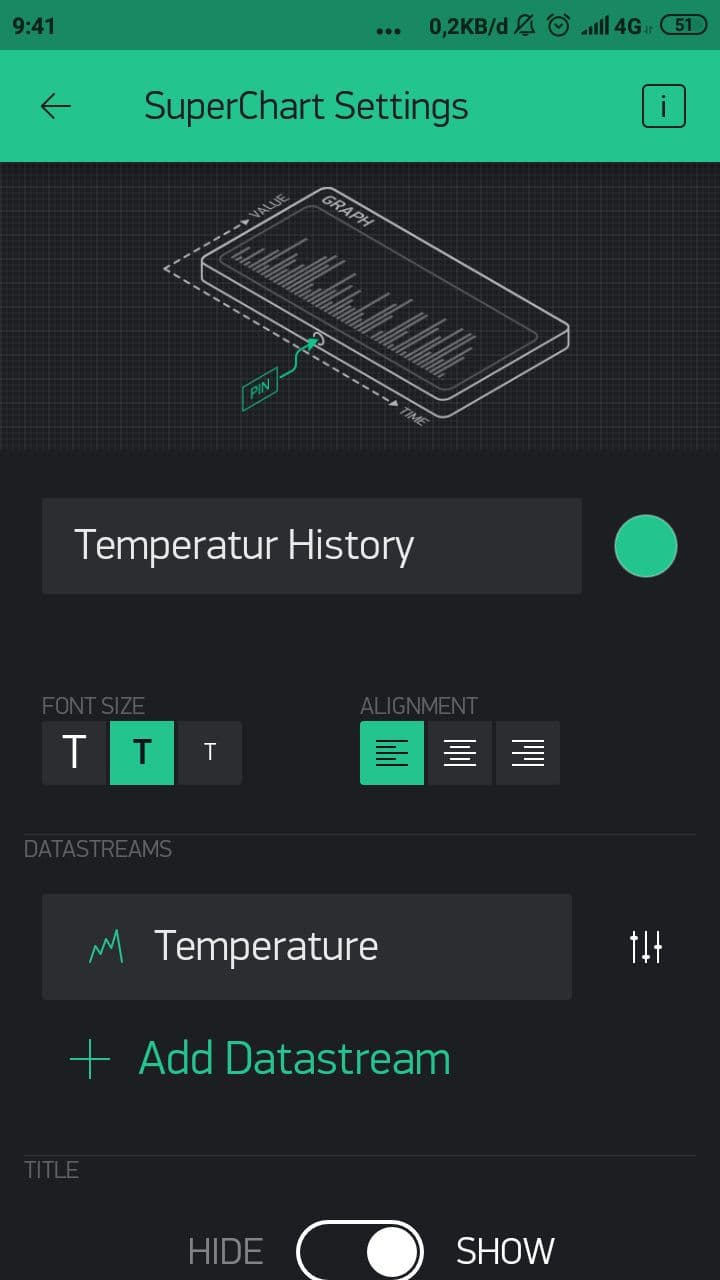 9:41
... 0,2KB/d 4G 51
SuperChart Settings
i
VALUE
GRAPH
PIN
TIME
Temperatur History
FONT SIZE
ALIGNMENT
T T T
DATASTREAMS
Temperature
+ Add Datastream
TITLE
HIDE SHOW